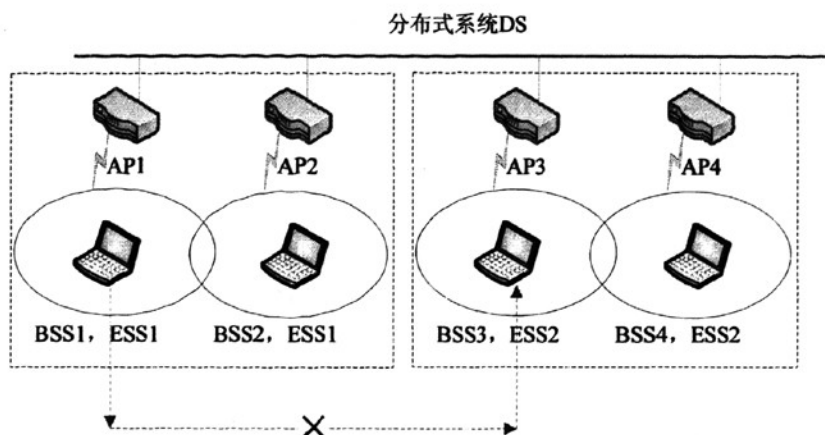 分布式系统DS
AP1
AP2
AP3
AP4
BSS1，ESS1
BSS2，ESS1
BSS3，ESS2
BSS4，ESS2